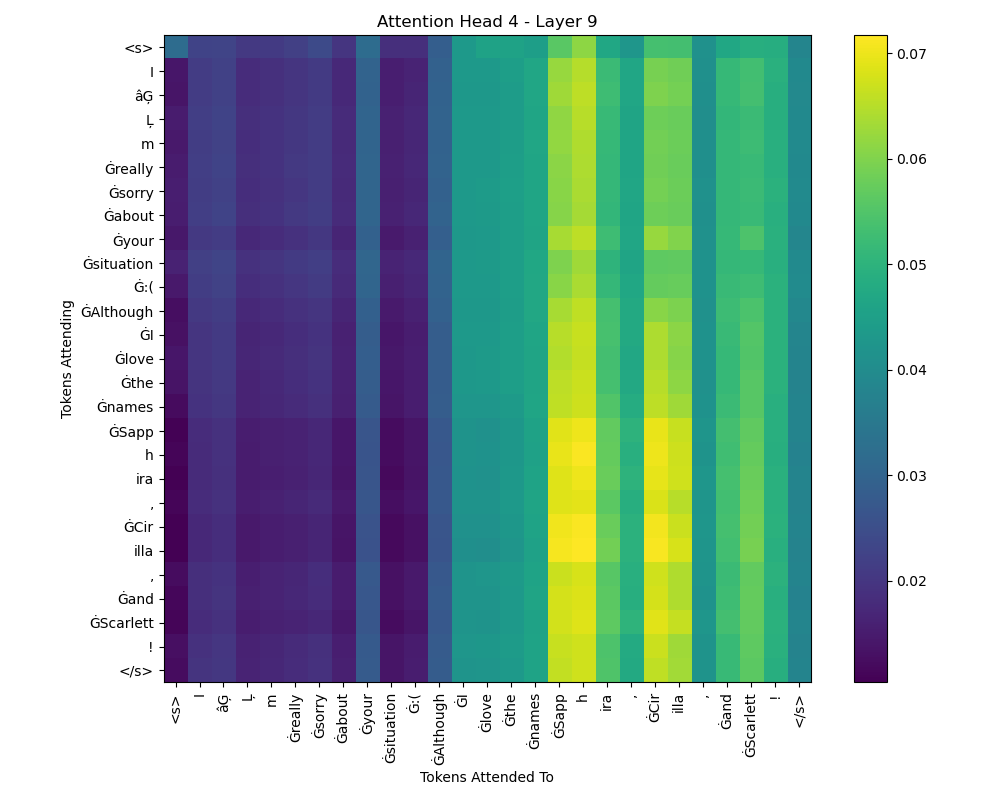 Attention Head 4 - Layer 9
Tokens Attending
<s>
I
âĢ
Ļ
m
Ġreally
Ġsorry
Ġabout
Ġyour
Ġsituation
Ġ:(
ĠAlthough
ĠI
Ġlove
Ġthe
Ġnames
ĠSapp
h
ira
,
ĠCir
illa
,
Ġand
ĠScarlett
!
</s>
<s>
I
âĢ
Ļ
m
Ġreally
Ġsorry
Ġabout
Ġyour
Ġsituation
Ġ:(
ĠAlthough
ĠI
Ġlove
Ġthe
Ġnames
ĠSapp
h
ira
,
ĠCir
illa
,
Ġand
ĠScarlett
!
</s>
Tokens Attended To
0.07
0.06
0.05
0.04
0.03
0.02